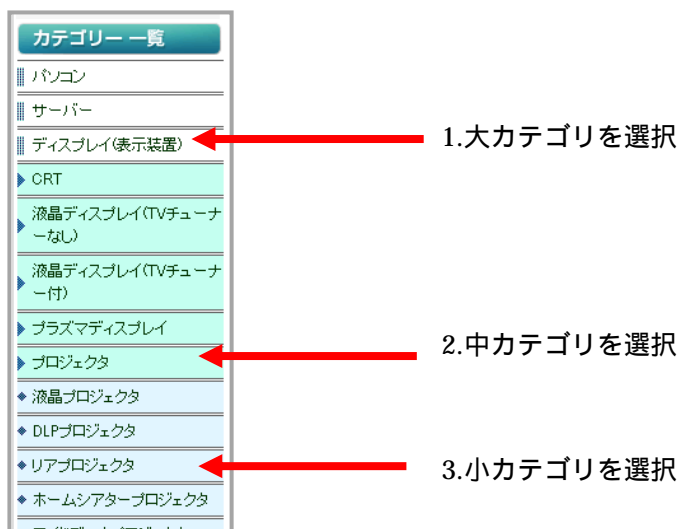 カテゴリー 一覧
パソコン
サーバー
ディスプレイ(表示装置)
1.大カテゴリを選択
CRT
液晶ディスプレイ(TVチューナ
ーなし)
液晶ディスプレイ(TVチューナ
ー付)
プラズマディスプレイ
プロジェクタ
2.中カテゴリを選択
液晶プロジェクタ
DLPプロジェクタ
リアプロジェクタ
3.小カテゴリを選択
ホームシアタープロジェクタ